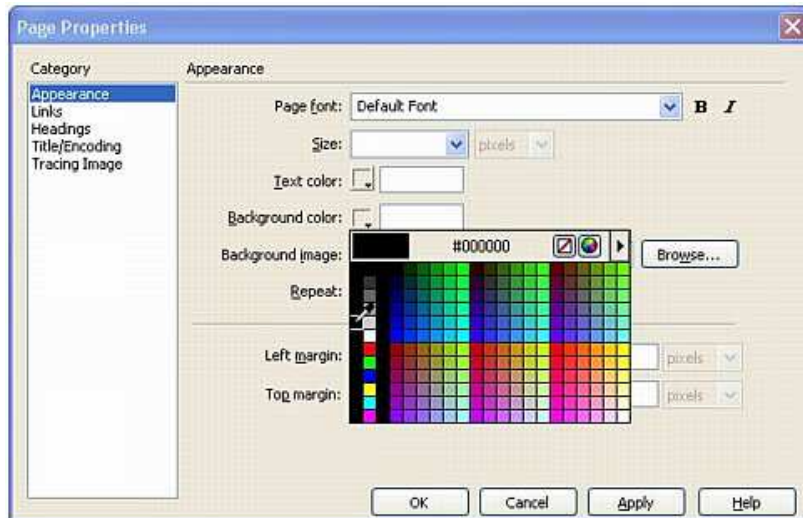 Page Properties
Category
Appearance
Links
Headings
Title/Encoding
Tracing Image
Appearance
Page font: Default Font B I
Size: pixels
Text color:
Background color:
#000000
Background image: Browse...
Repeat:
Left margin: pixels
Top margin: pixels
OK Cancel Apply Help